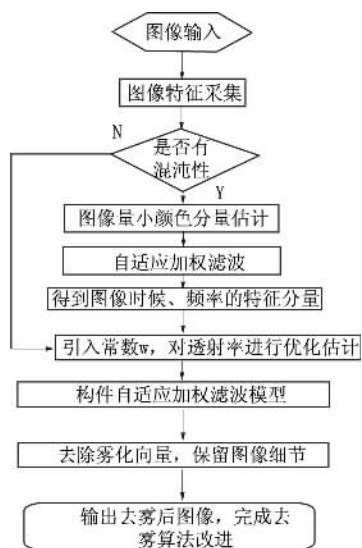 图像输入
图像特征采集
N
是否有
混沌性
Y
图像量小颜色分量估计
自适应加权滤波
得到图像时候、频率的特征分量
引入常数w，对透射率进行优化估计
构件自适应加权滤波模型
去除雾化向量，保留图像细节
输出去雾后图像，完成去
雾算法改进